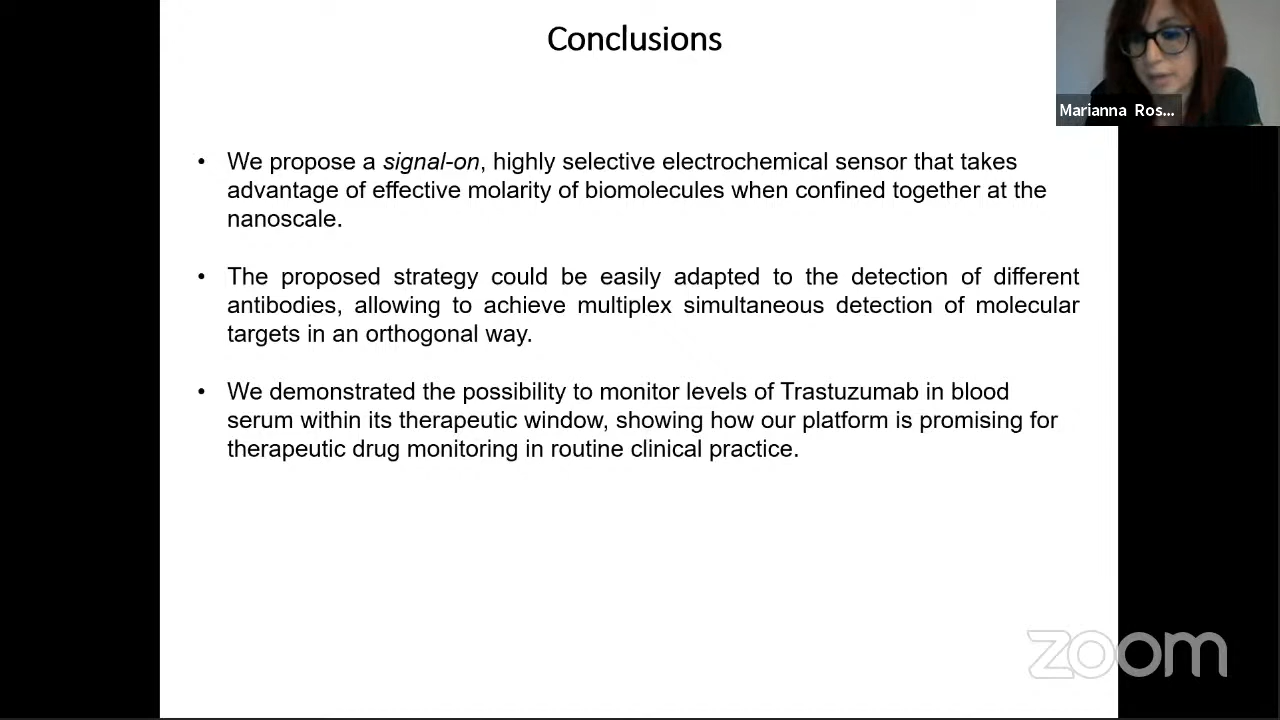 Conclusions
Marianna Ros...
• We propose a signal-on, highly selective electrochemical sensor that takes
advantage of effective molarity of biomolecules when confined together at the
nanoscale.
• The proposed strategy could be easily adapted to the detection of different
antibodies, allowing to achieve multiplex simultaneous detection of molecular
targets in an orthogonal way.
• We demonstrated the possibility to monitor levels of Trastuzumab in blood
serum within its therapeutic window, showing how our platform is promising for
therapeutic drug monitoring in routine clinical practice.
zoom